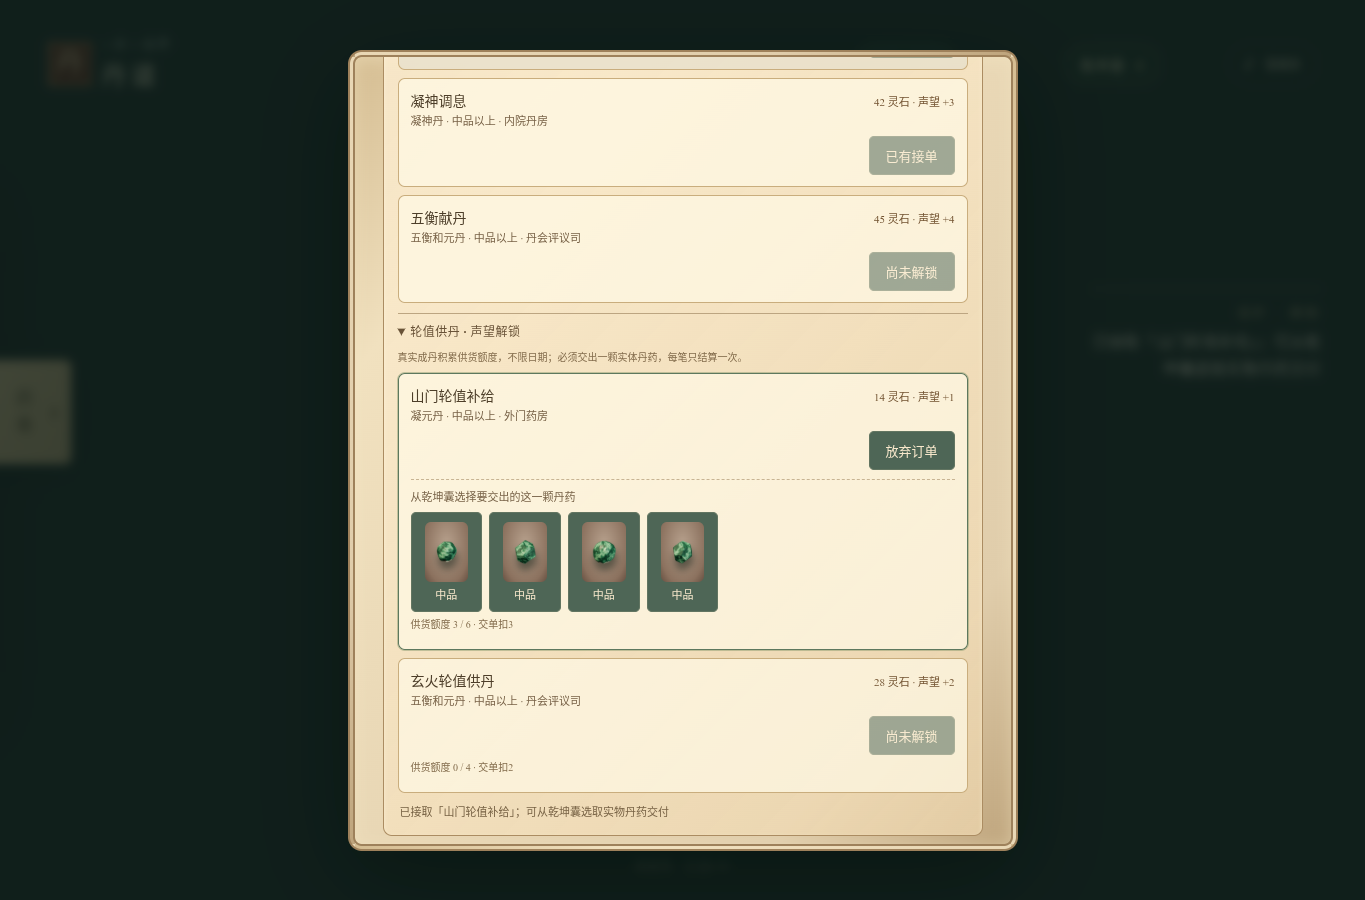 凝神调息
42 灵石 · 声望 +3
凝神丹 · 中品以上 · 内院丹房
已有接单
五衡献丹
45 灵石 · 声望 +4
五衡和元丹 · 中品以上 · 丹会评议司
尚未解锁
▼ 轮值供丹 · 声望解锁
真实成丹积累供货额度，不限日期；必须交出一颗实体丹药，每笔只结算一次。
山门轮值补给
14 灵石 · 声望 +1
凝元丹 · 中品以上 · 外门药房
放弃订单
从乾坤囊选择要交出的这一颗丹药
中品 中品 中品 中品
供货额度 3 / 6 · 交单扣3
玄火轮值供丹
28 灵石 · 声望 +2
五衡和元丹 · 中品以上 · 丹会评议司
尚未解锁
供货额度 0 / 4 · 交单扣2
已接取「山门轮值补给」；可从乾坤囊选取实物丹药交付